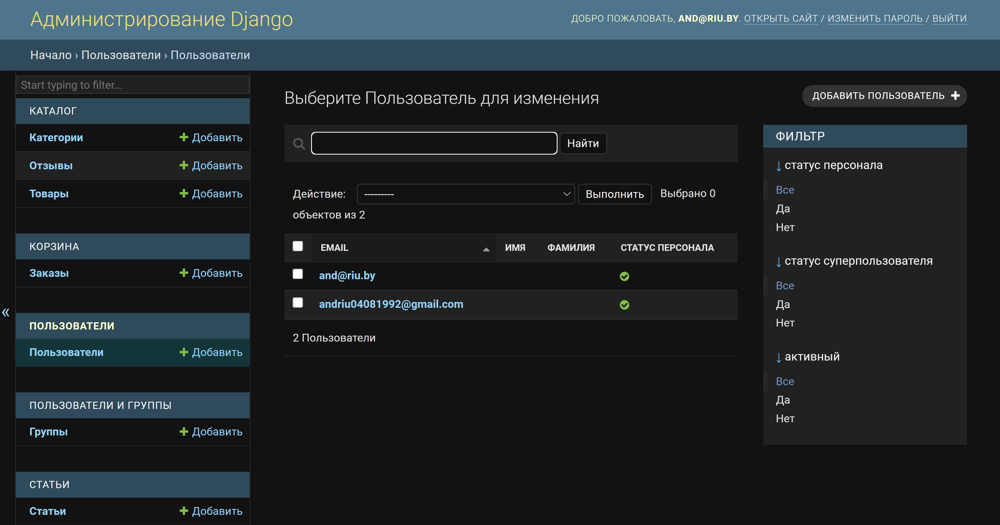 Администрирование Django
ДОБРО ПОЖАЛОВАТЬ, AND@RIU.BY. ОТКРЫТЬ САЙТ / ИЗМЕНИТЬ ПАРОЛЬ / ВЫЙТИ
Начало › Пользователи › Пользователи
Start typing to filter...
КАТАЛОГ
Категории + Добавить
Отзывы + Добавить
Товары + Добавить
КОРЗИНА
Заказы + Добавить
«
ПОЛЬЗОВАТЕЛИ
Пользователи + Добавить
ПОЛЬЗОВАТЕЛИ И ГРУППЫ
Группы + Добавить
СТАТЬИ
Статьи + Добавить
Выберите Пользователь для изменения
ДОБАВИТЬ ПОЛЬЗОВАТЕЛЬ +
Найти
Действие: --------- Выполнить Выбрано 0
объектов из 2
EMAIL ИМЯ ФАМИЛИЯ СТАТУС ПЕРСОНАЛА
and@riu.by
andriu04081992@gmail.com
2 Пользователи
ФИЛЬТР
↓ статус персонала
Все
Да
Нет
↓ статус суперпользователя
Все
Да
Нет
↓ активный
Все
Да
Нет